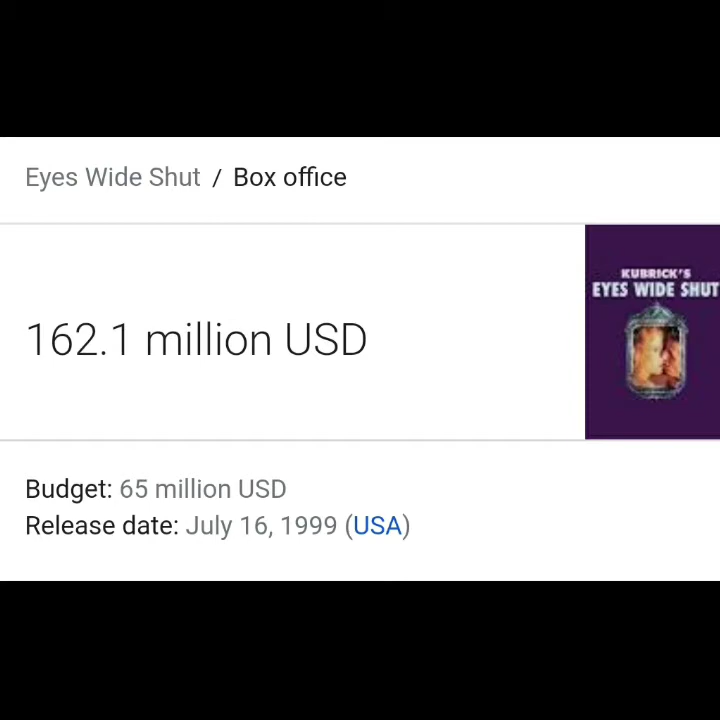 Eyes Wide Shut / Box office
162.1 million USD
KUBRICK'S
EYES WIDE SHUT
Budget: 65 million USD
Release date: July 16, 1999 (USA)